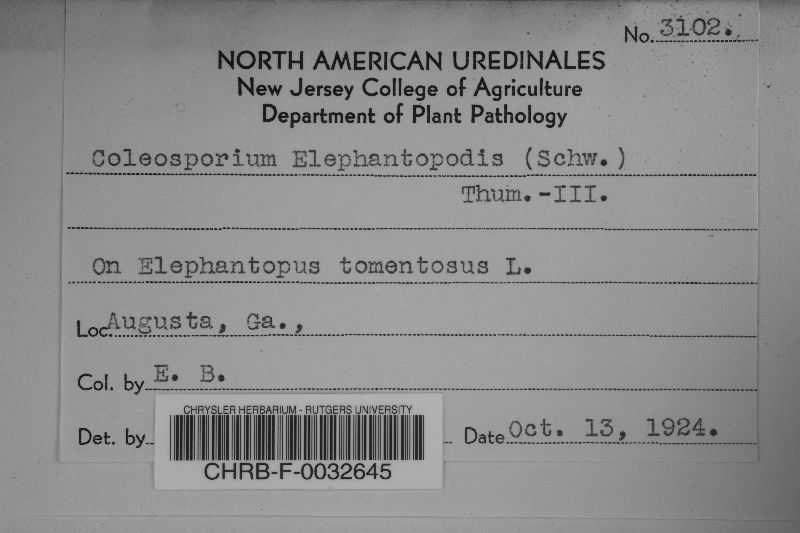 No. 3102.
NORTH AMERICAN UREDINALES
New Jersey College of Agriculture
Department of Plant Pathology
Coleosporium Elephantopodis (Schw.)
Thum.-III.
On Elephantopus tomentosus L.
Loc Augusta, Ga.,
Col. by E. B.
Det. by Date Oct. 13, 1924.
CHRYSLER HERBARIUM - RUTGERS UNIVERSITY
CHRB-F-0032645